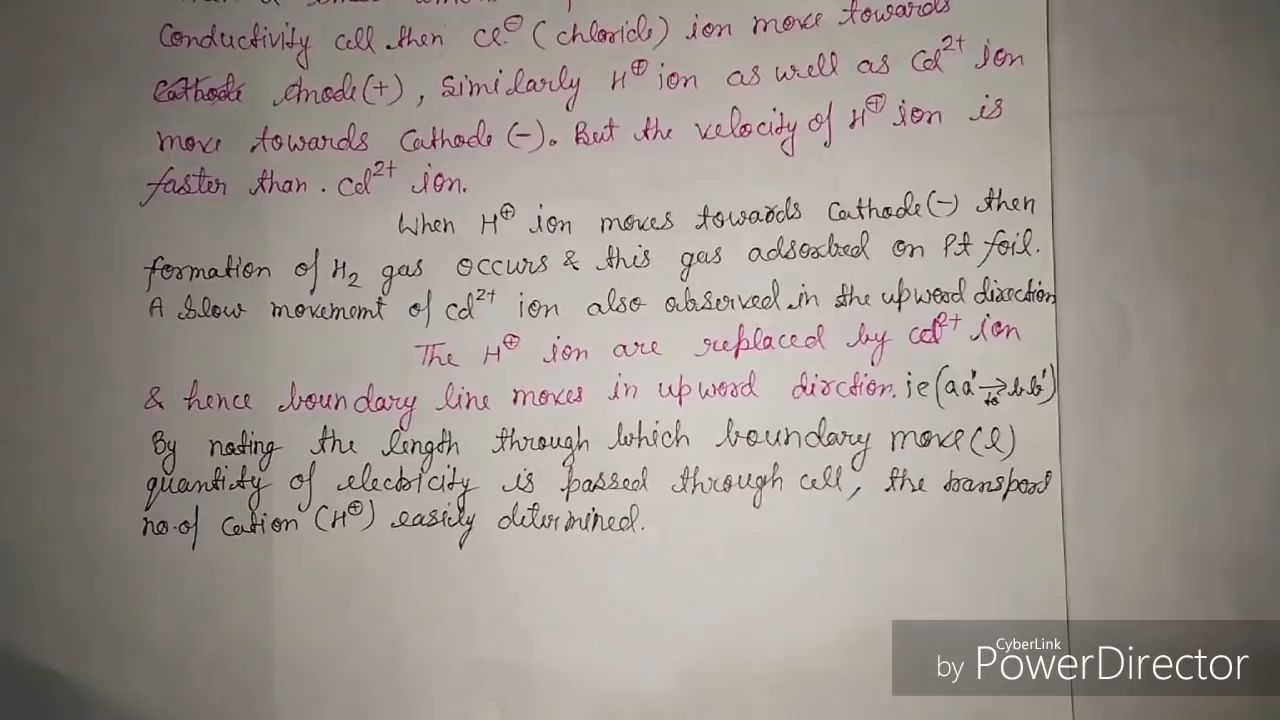 Conductivity cell then Cl⊖ (chloride) ion move towards
cathode Anode(+), Similarly H⊕ ion as well as Cd2+ ion
move towards Cathode (-). But the velocity of H⊕ ion is
faster than . Cd2+ ion.
When H⊕ ion moves towards Cathode(-) then
formation of H2 gas occurs & this gas adsorbed on Pt foil.
A slow movement of Cd2+ ion also observed in the upword direction
The H⊕ ion are replaced by Cd2+ ion
& hence boundary line moves in upword dirction. ie (aa' → to bb')
By noting the length through which boundary move (l)
quantity of electricity is passed through cell, the transport
no. of Cation (H⊕) easily determined.
CyberLink
by PowerDirector